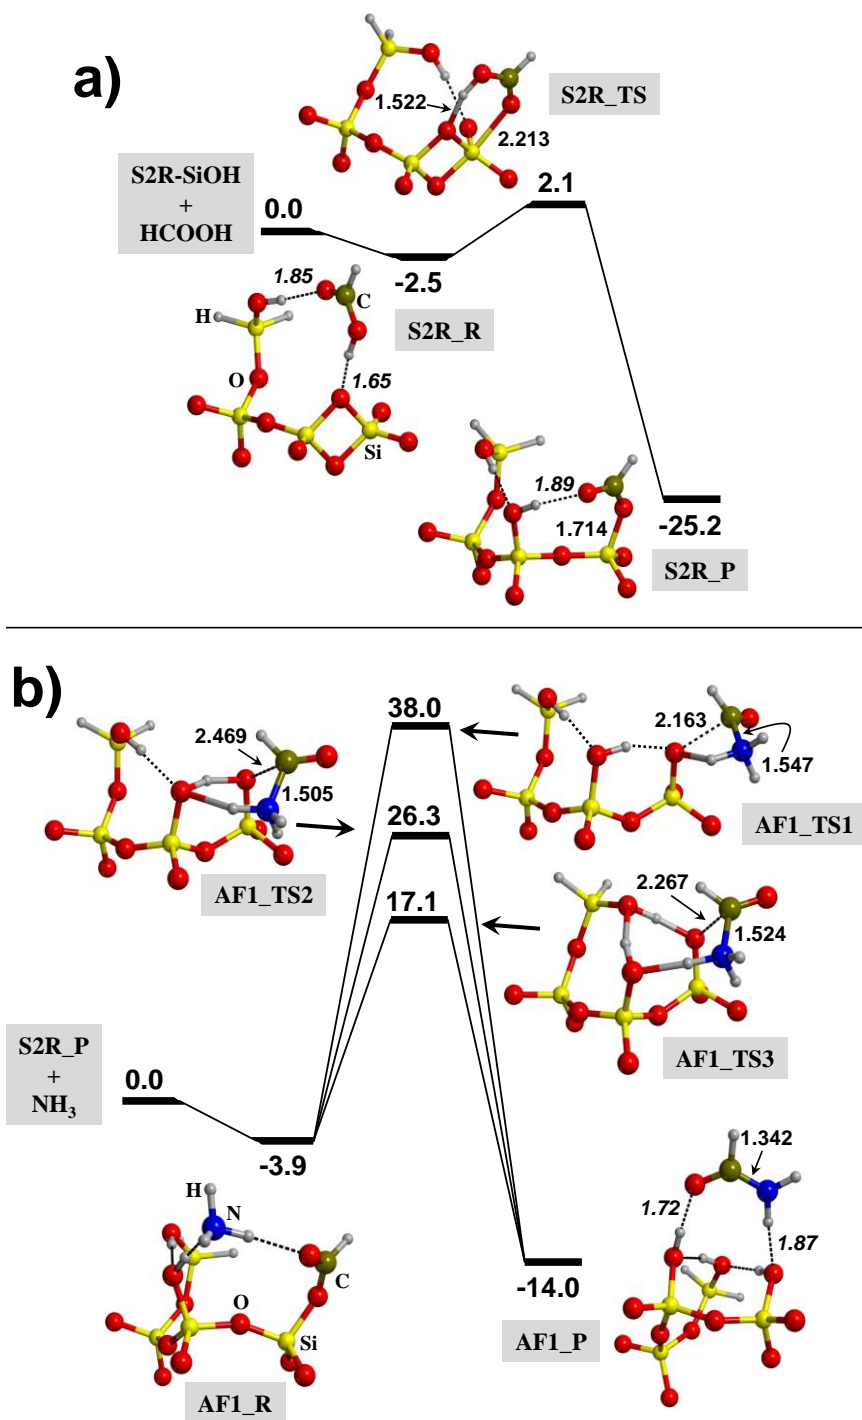 a)
S2R_TS
1.522
2.213
S2R-SiOH
+
HCOOH
0.0
2.1
-2.5
1.85
C
H
S2R_R
O
1.65
Si
1.89
-25.2
1.714
S2R_P
b)
38.0
2.469
2.163
1.505
1.547
26.3
AF1_TS1
AF1_TS2
17.1
2.267
1.524
S2R_P
+
NH3
0.0
AF1_TS3
-3.9
1.342
H
N
1.72
1.87
C
O
-14.0
Si
AF1_P
AF1_R